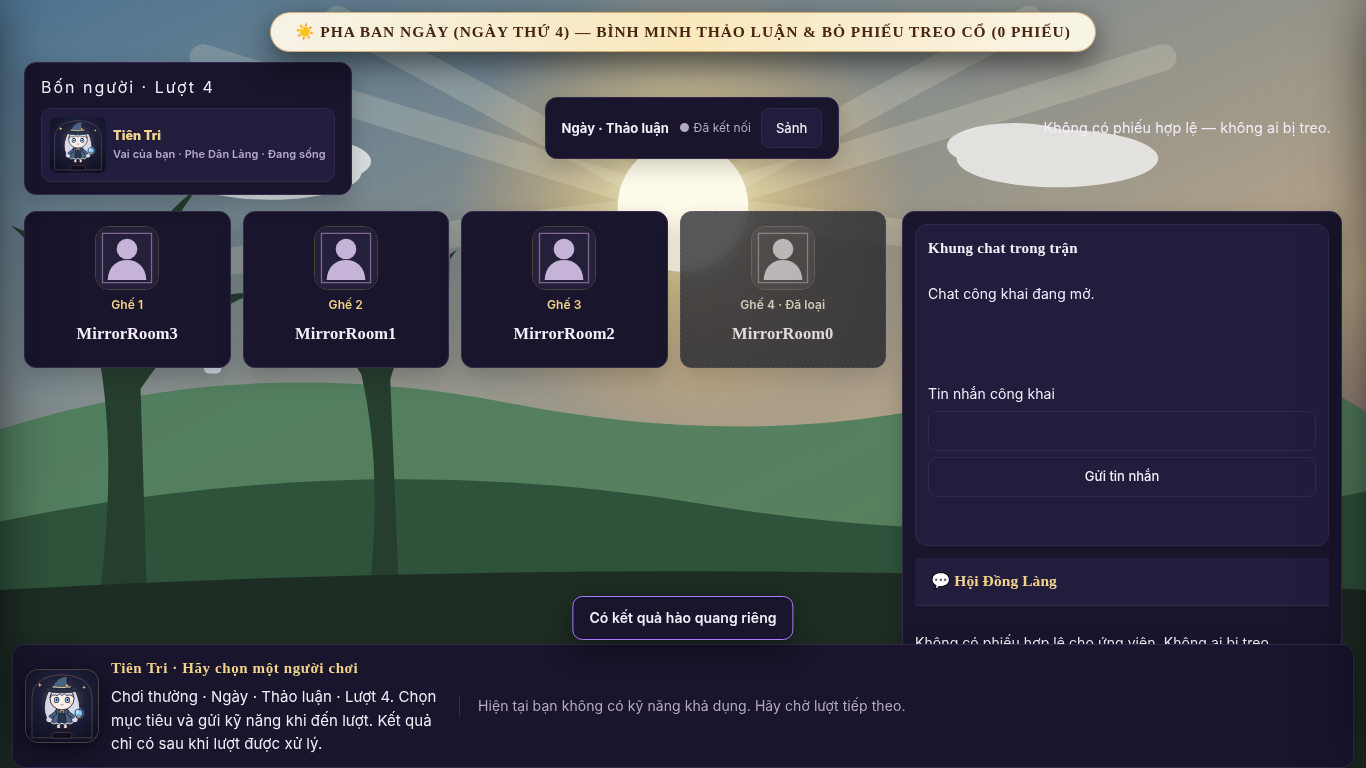 ☀️ PHA BAN NGÀY (NGÀY THỨ 4) — BÌNH MINH THẢO LUẬN & BỎ PHIẾU TREO CỔ (0 PHIẾU)
Bốn người · Lượt 4
Tiên Tri
Vai của bạn · Phe Dân Làng · Đang sống
Ngày · Thảo luận
Đã kết nối
Sảnh
Không có phiếu hợp lệ — không ai bị treo.
Ghế 1
MirrorRoom3
Ghế 2
MirrorRoom1
Ghế 3
MirrorRoom2
Ghế 4 · Đã loại
MirrorRoom0
Khung chat trong trận
Chat công khai đang mở.
Tin nhắn công khai
Gửi tin nhắn
💬 Hội Đồng Làng
Không có phiếu hợp lệ cho ứng viên. Không ai bị treo.
Có kết quả hào quang riêng
Tiên Tri · Hãy chọn một người chơi
Chơi thường · Ngày · Thảo luận · Lượt 4. Chọn
mục tiêu và gửi kỹ năng khi đến lượt. Kết quả
chỉ có sau khi lượt được xử lý.
Hiện tại bạn không có kỹ năng khả dụng. Hãy chờ lượt tiếp theo.